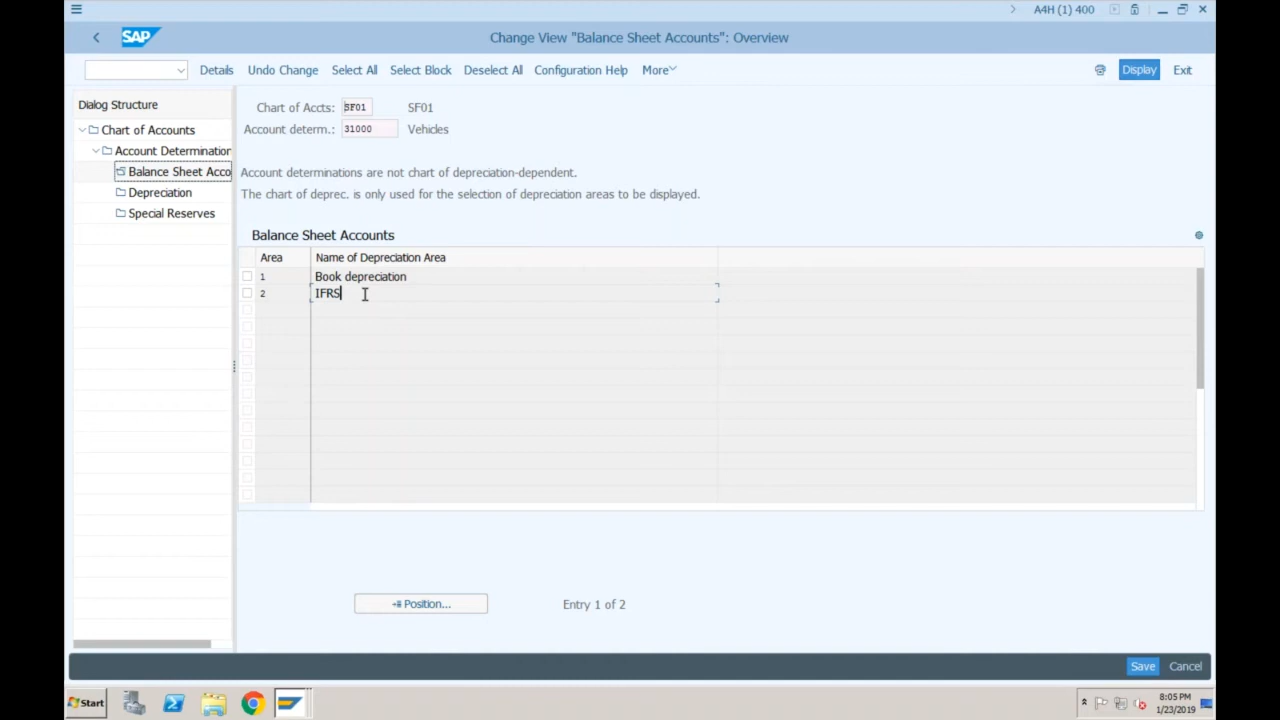 A4H (1) 400
SAP
Change View "Balance Sheet Accounts": Overview
Details Undo Change Select All Select Block Deselect All Configuration Help More Display Exit
Dialog Structure
Chart of Accounts
Account Determination
Balance Sheet Acco
Depreciation
Special Reserves
Chart of Accts: SF01 SF01
Account determ.: 31000 Vehicles
Account determinations are not chart of depreciation-dependent.
The chart of deprec. is only used for the selection of depreciation areas to be displayed.
Balance Sheet Accounts
Area Name of Depreciation Area
1 Book depreciation
2 IFRS
Position... Entry 1 of 2
Save Cancel
Start
8:05 PM
1/23/2019